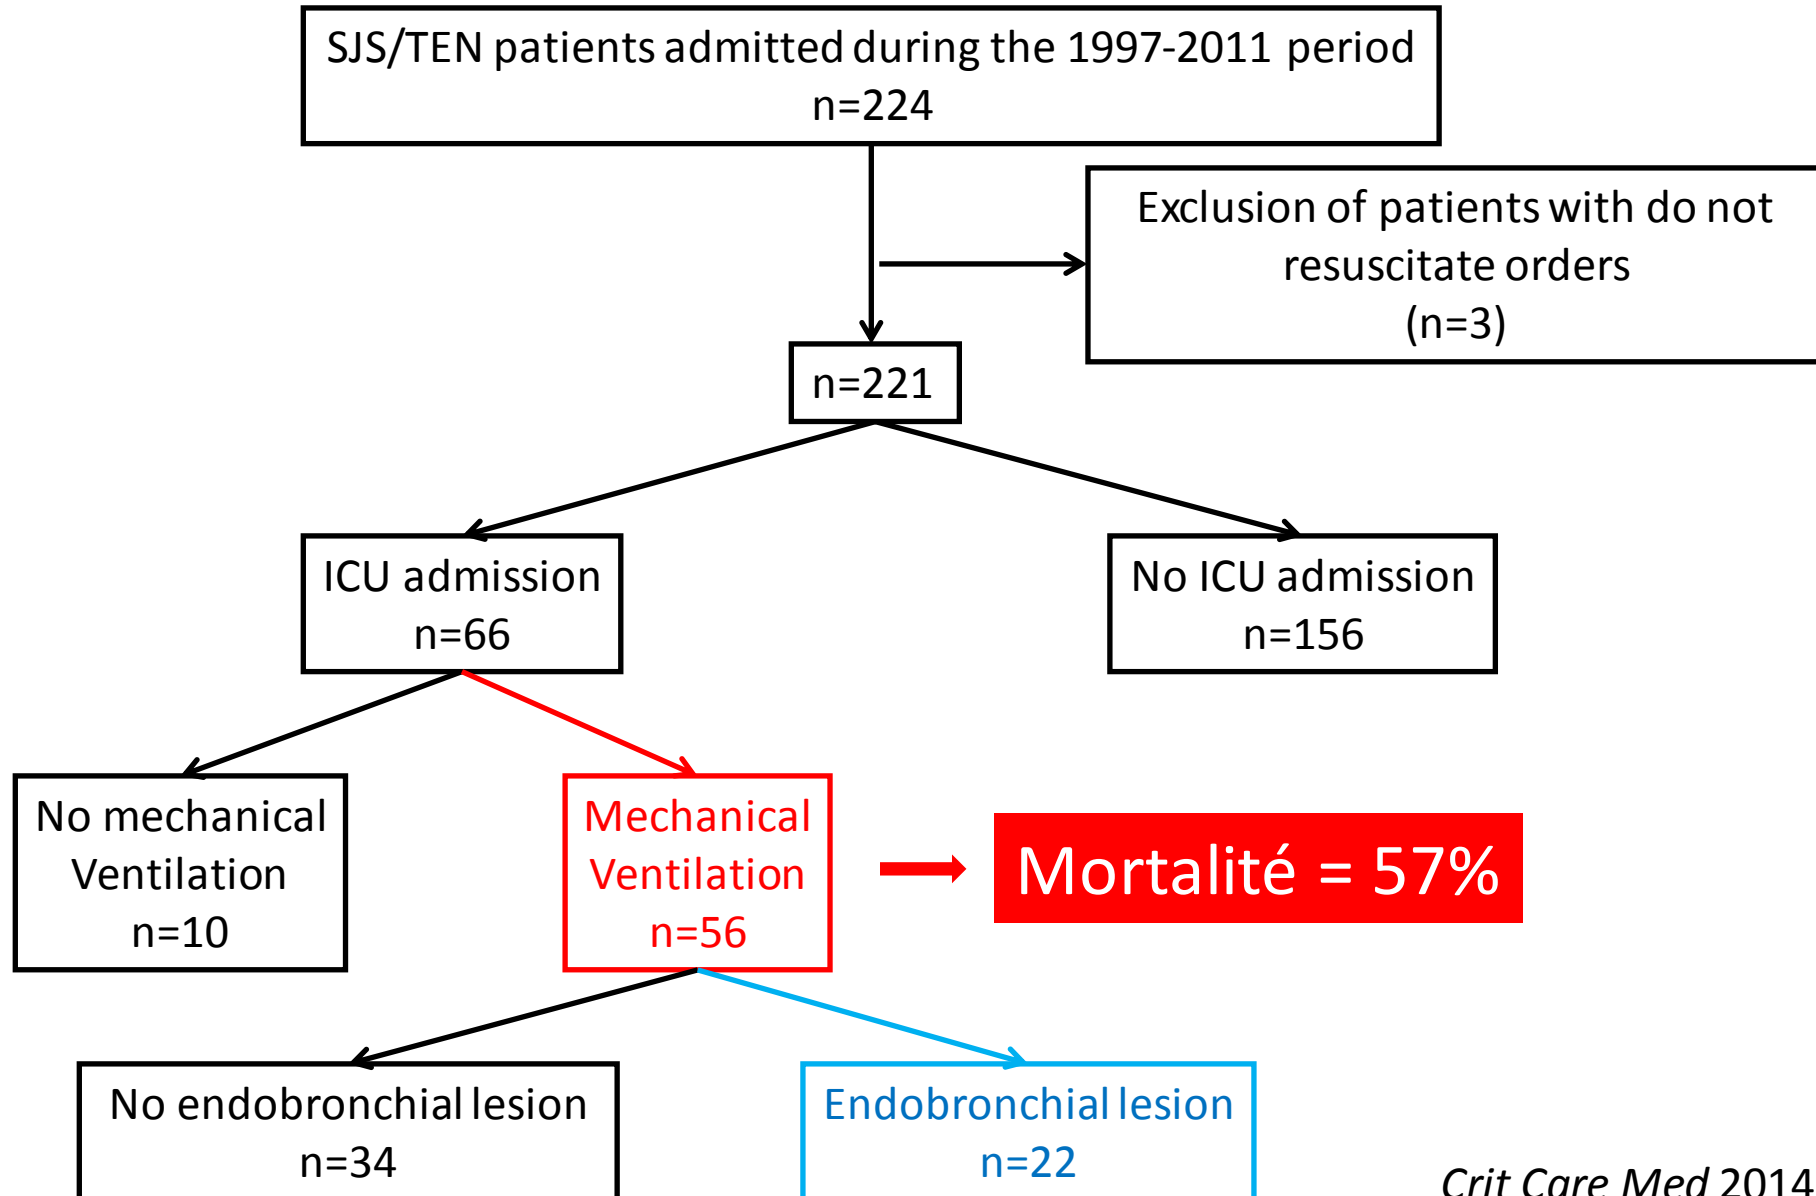 SJS/TEN patients admitted during the 1997-2011 period
n=224
Exclusion of patients with do not
resuscitate orders
(n=3)
n=221
ICU admission
n=66
No ICU admission
n=156
No mechanical
Ventilation
n=10
Mechanical
Ventilation
n=56
Mortalité = 57%
No endobronchial lesion
n=34
Endobronchial lesion
n=22
Crit Care Med 2014